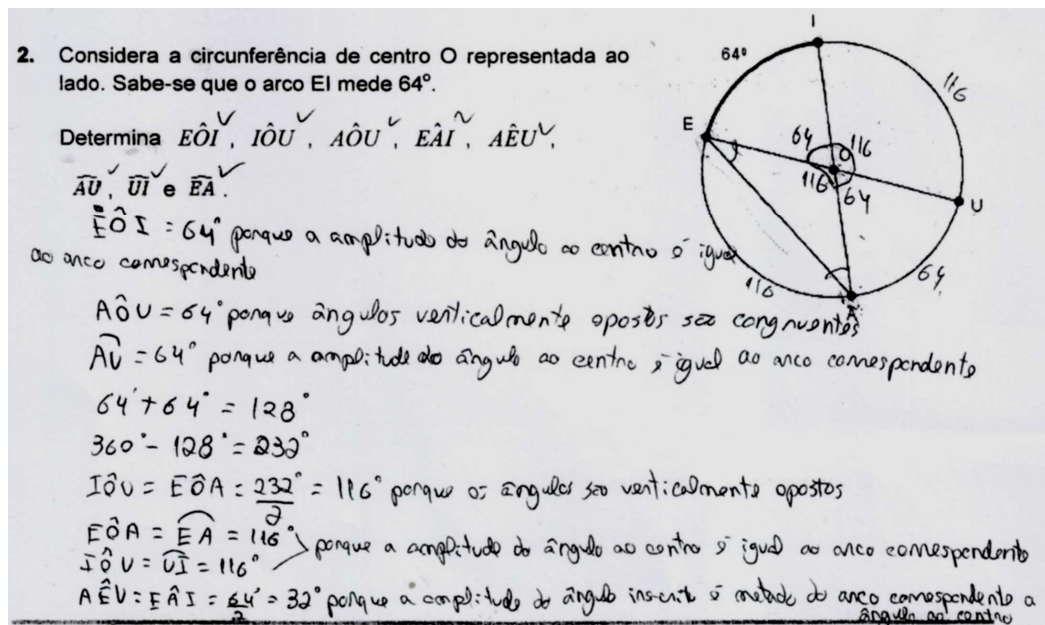 2. Considera a circunferência de centro O representada ao
lado. Sabe-se que o arco EI mede 64º.
Determina EÔI, IÔU, AÔU, EÂI, AÊU,
AU, UI e EA.
I
64º
E
116
64
116
O
116
64
U
64
116
A
EÔI = 64° porque a amplitude do ângulo ao centro é igual
ao arco correspondente
AÔU = 64° porque ângulos verticalmente opostos são congruentes
AU = 64° porque a amplitude do ângulo ao centro é igual ao arco correspondente
64° + 64° = 128°
360° - 128° = 232°
IÔU = EÔA = 232°/2 = 116° porque os ângulos são verticalmente opostos
EÔA = EA = 116°
IÔU = UI = 116°
porque a amplitude do ângulo ao centro é igual ao arco correspondente
AÊU = EÂI = 64°/2 = 32° porque a amplitude do ângulo inscrito é metade do arco correspondente a
ângulo ao centro